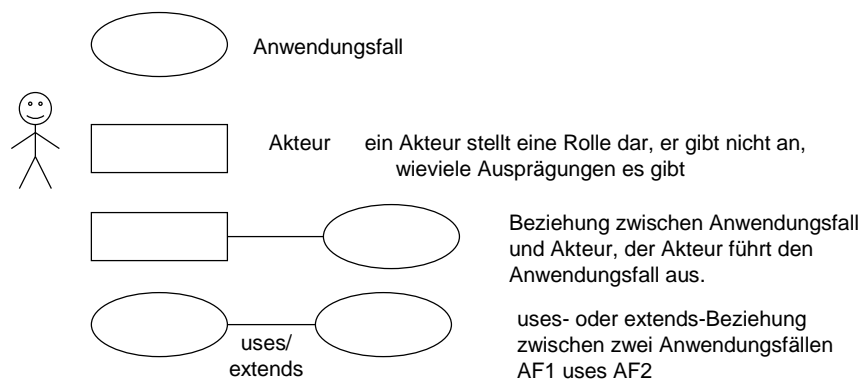 Anwendungsfall
Akteur ein Akteur stellt eine Rolle dar, er gibt nicht an,
wieviele Ausprägungen es gibt
Beziehung zwischen Anwendungsfall
und Akteur, der Akteur führt den
Anwendungsfall aus.
uses/
extends
uses- oder extends-Beziehung
zwischen zwei Anwendungsfällen
AF1 uses AF2